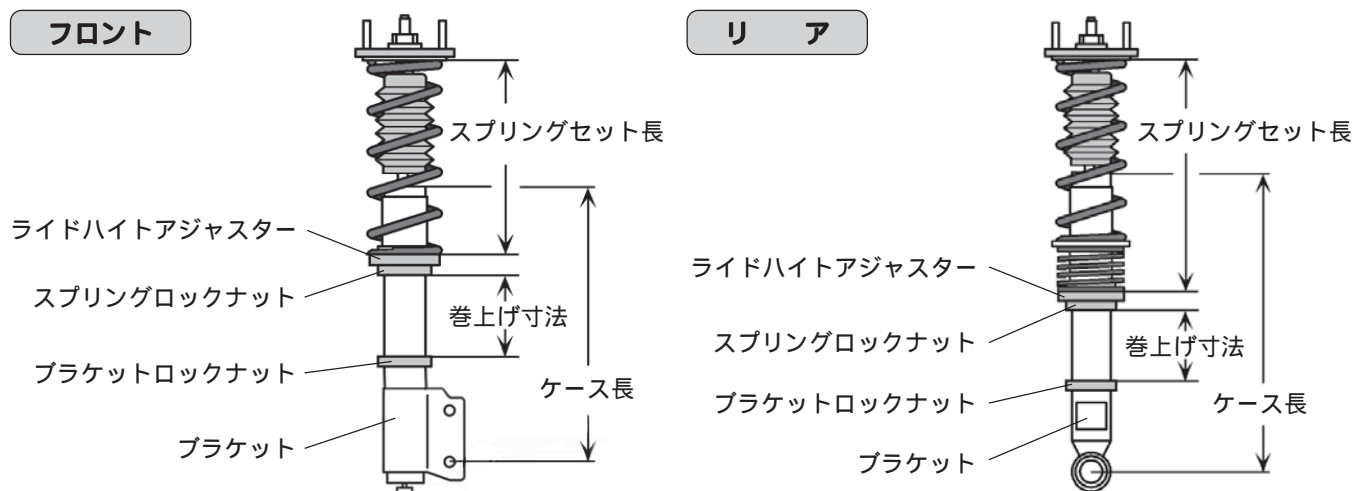 フロント
スプリングセット長
ライドハイトアジャスター
スプリングロックナット
巻上げ寸法
ブラケットロックナット
ケース長
ブラケット
リ　ア
スプリングセット長
ライドハイトアジャスター
スプリングロックナット
巻上げ寸法
ブラケットロックナット
ケース長
ブラケット